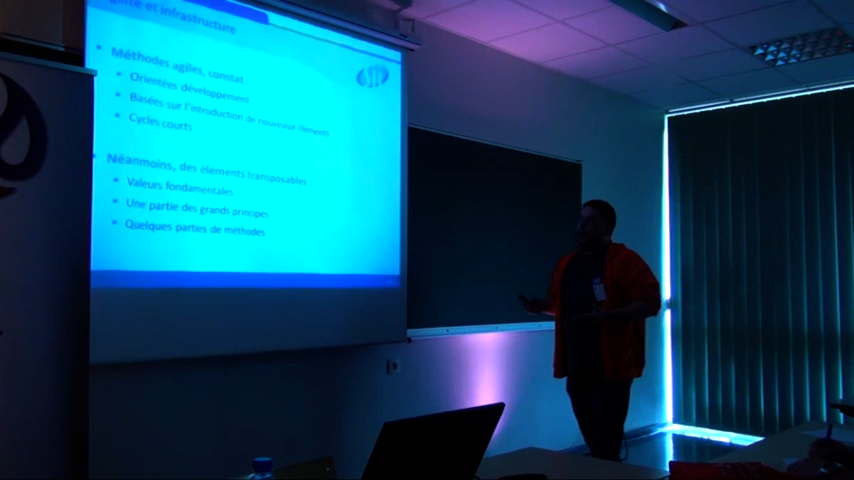 gilité et infrastructure
Méthodes agiles, constat
Orientées développement
Basées sur l'introduction de nouveaux éléments
Cycles courts
Néanmoins, des éléments transposables
Valeurs fondamentales
Une partie des grands principes
Quelques parties de méthodes